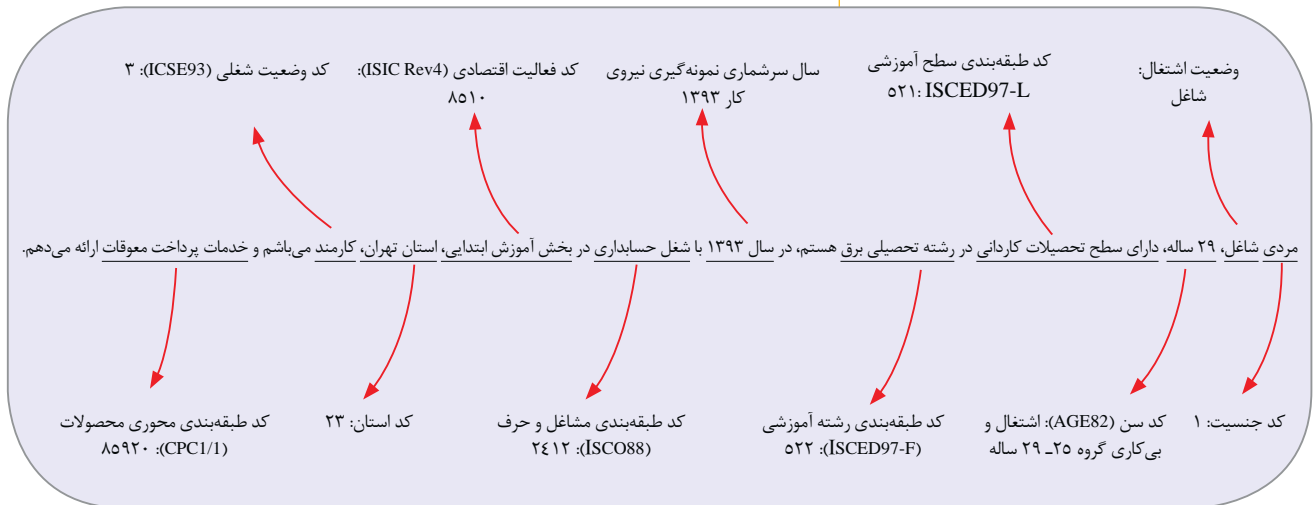 وضعیت اشتغال:
شاغل
کد طبقه‌بندی سطح آموزشی
ISCED97-L: ٥٢١
سال سرشماری نمونه‌گیری نیروی
کار ۱۳۹۳
کد فعالیت اقتصادی (ISIC Rev4):
٨٥١٠
کد وضعیت شغلی (ICSE93): ۳
مردی شاغل، ۲۹ ساله، دارای سطح تحصیلات کاردانی در رشته تحصیلی برق هستم، در سال ۱۳۹۳ با شغل حسابداری در بخش آموزش ابتدایی، استان تهران، کارمند می‌باشم و خدمات پرداخت معوقات ارائه می‌دهم.
کد جنسیت: ۱
کد سن (AGE82): اشتغال و
بی‌کاری گروه ۲۵ـ ۲۹ ساله
کد طبقه‌بندی رشته آموزشی
(ISCED97-F): ٥٢٢
کد طبقه‌بندی مشاغل و حرف
(ISCO88): ٢٤١٢
کد استان: ۲۳
کد طبقه‌بندی محوری محصولات
(CPC1/1): ٨٥٩٢٠